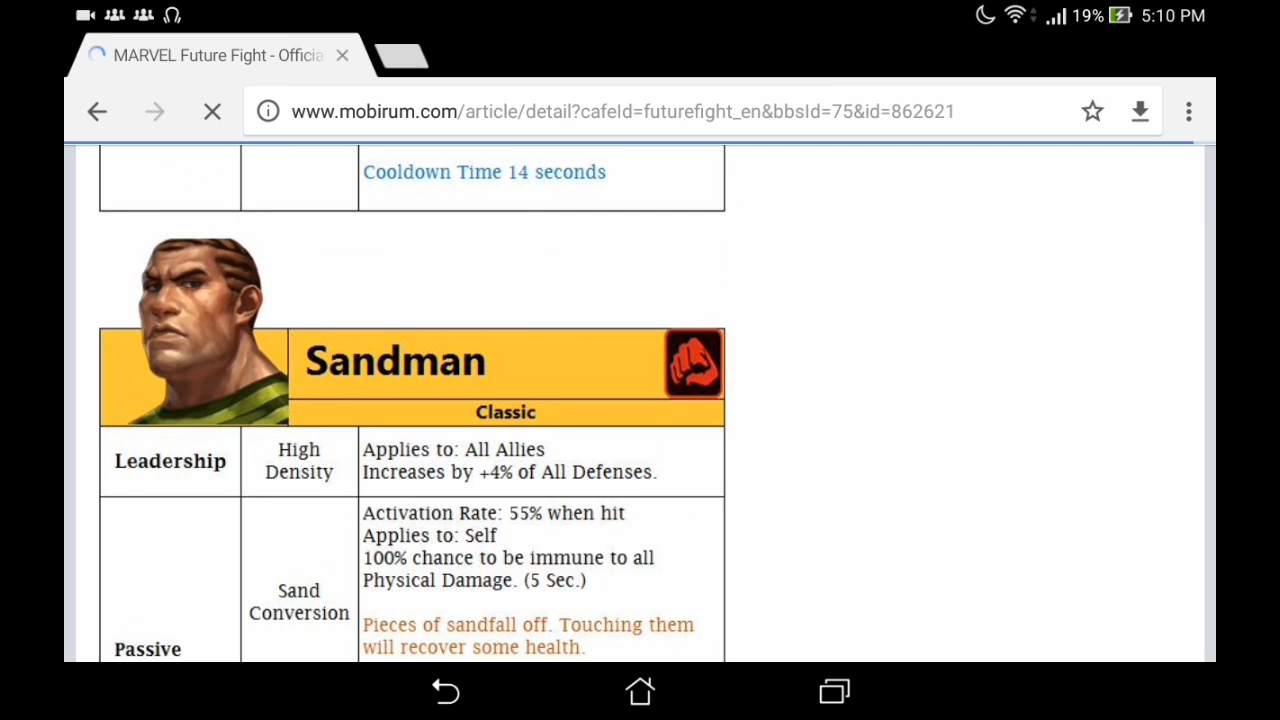 19% 5:10 PM
MARVEL Future Fight - Officia
www.mobirum.com/article/detail?cafeId=futurefight_en&bbsId=75&id=862621
Cooldown Time 14 seconds
Sandman
Classic
Leadership
High
Density
Applies to: All Allies
Increases by +4% of All Defenses.
Passive
Sand
Conversion
Activation Rate: 55% when hit
Applies to: Self
100% chance to be immune to all
Physical Damage. (5 Sec.)
Pieces of sandfall off. Touching them
will recover some health.